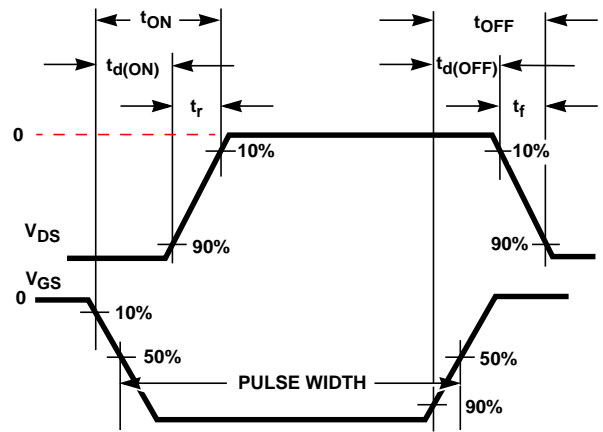 tON
tOFF
td(ON)
td(OFF)
tr
tf
0
10%
10%
VDS
90%
90%
VGS
0
10%
50%
50%
PULSE WIDTH
90%